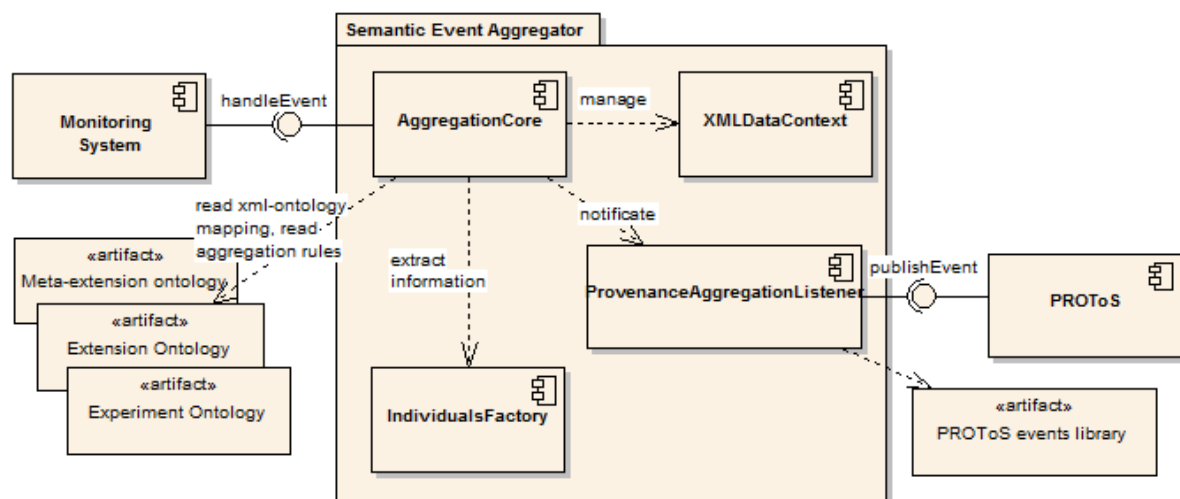 Semantic Event Aggregator
Monitoring
System
handleEvent
AggregationCore
manage
XMLDataContext
read xml-ontology
mapping, read
aggregation rules
notificate
extract
information
«artifact»
Meta-extension ontology
«artifact»
Extension Ontology
«artifact»
Experiment Ontology
ProvenanceAggregationListener
publishEvent
PROToS
IndividualsFactory
«artifact»
PROToS events library